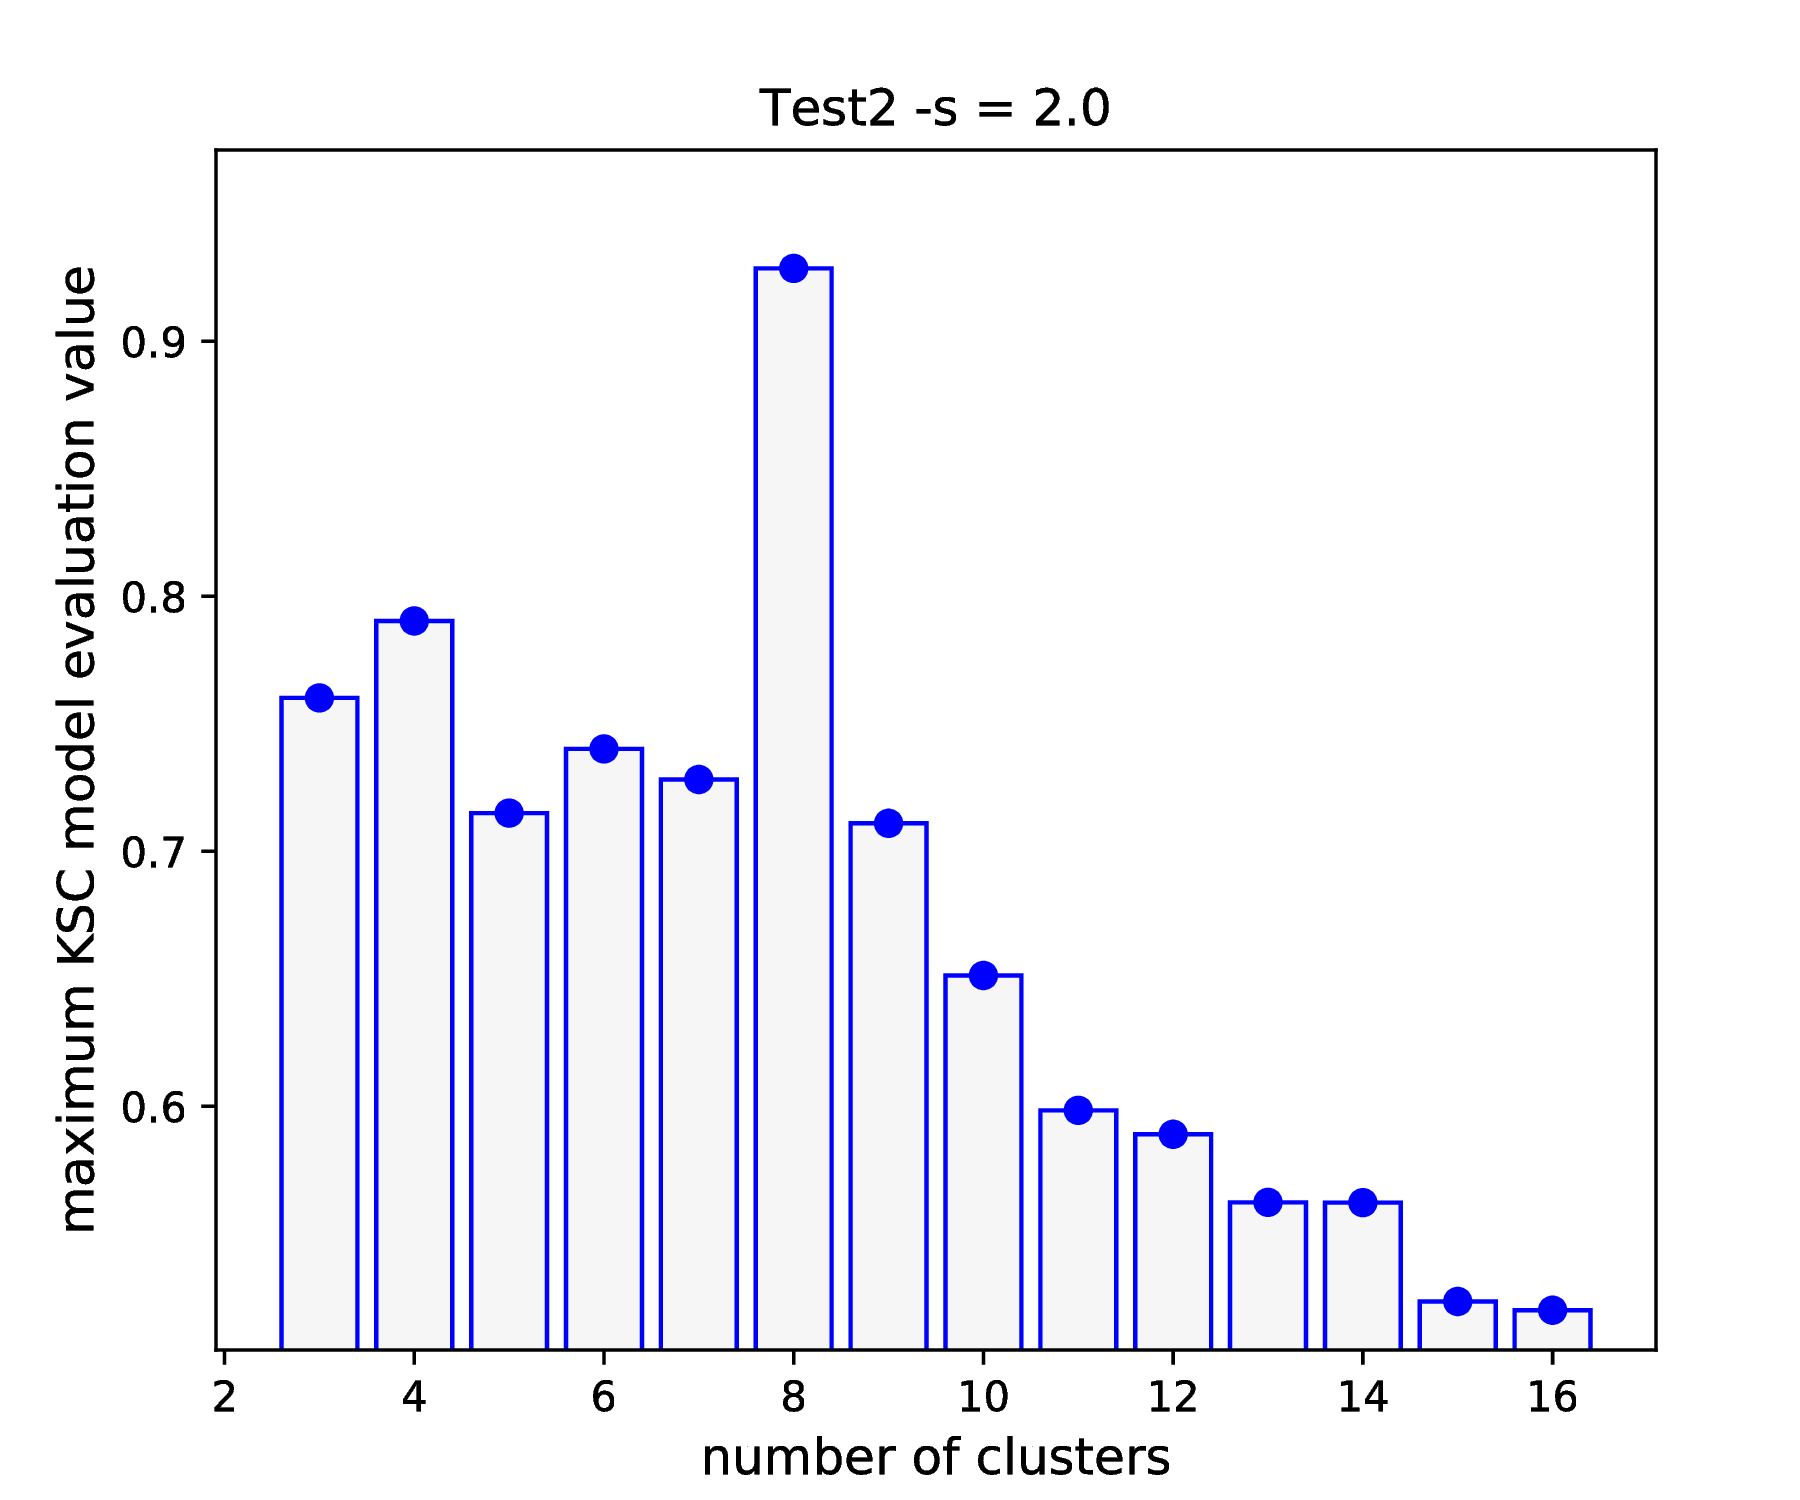 Test2 -s = 2.0
maximum KSC model evaluation value
0.9
0.8
0.7
0.6
2 4 6 8 10 12 14 16
number of clusters